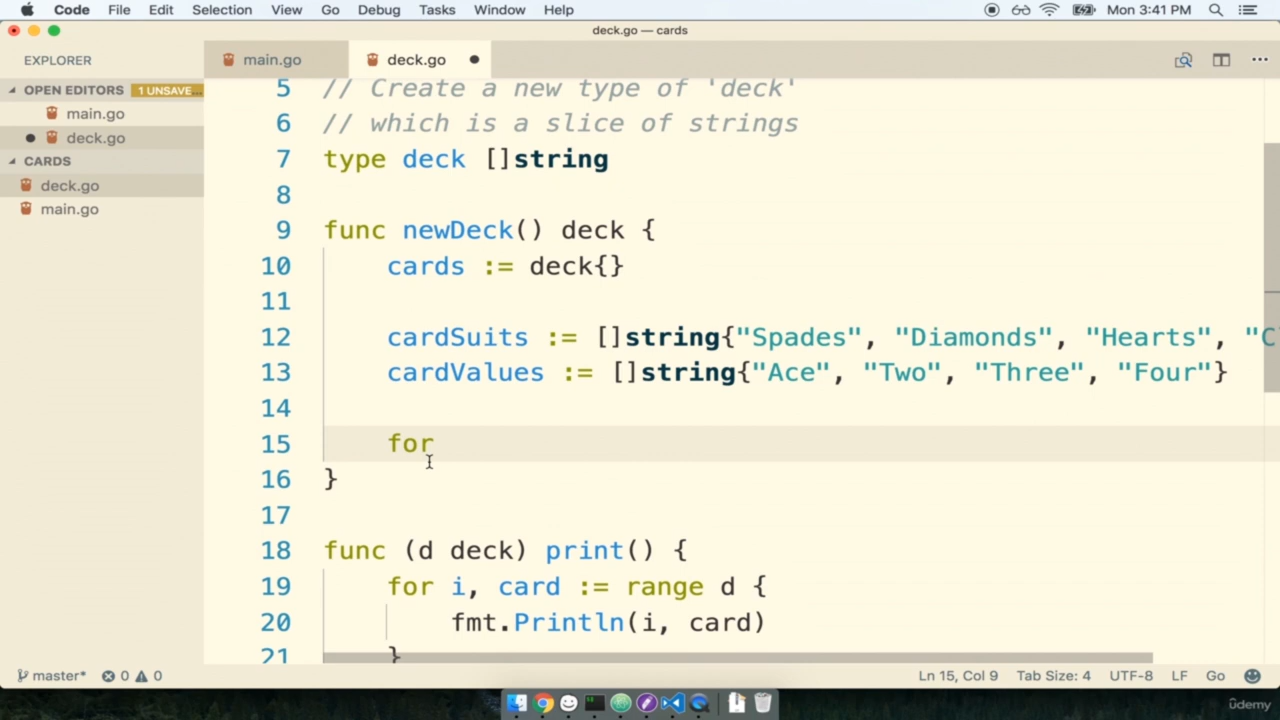 Code File Edit Selection View Go Debug Tasks Window Help Mon 3:41 PM
deck.go — cards
EXPLORER main.go deck.go
OPEN EDITORS 1 UNSAVE...
main.go
deck.go
CARDS
deck.go
main.go
5 // Create a new type of 'deck'
6 // which is a slice of strings
7 type deck []string
8
9 func newDeck() deck {
10 cards := deck{}
11
12 cardSuits := []string{"Spades", "Diamonds", "Hearts", "C
13 cardValues := []string{"Ace", "Two", "Three", "Four"}
14
15 for
16 }
17
18 func (d deck) print() {
19 for i, card := range d {
20 fmt.Println(i, card)
21 }
master* 0 0 Ln 15, Col 9 Tab Size: 4 UTF-8 LF Go
ûdemy